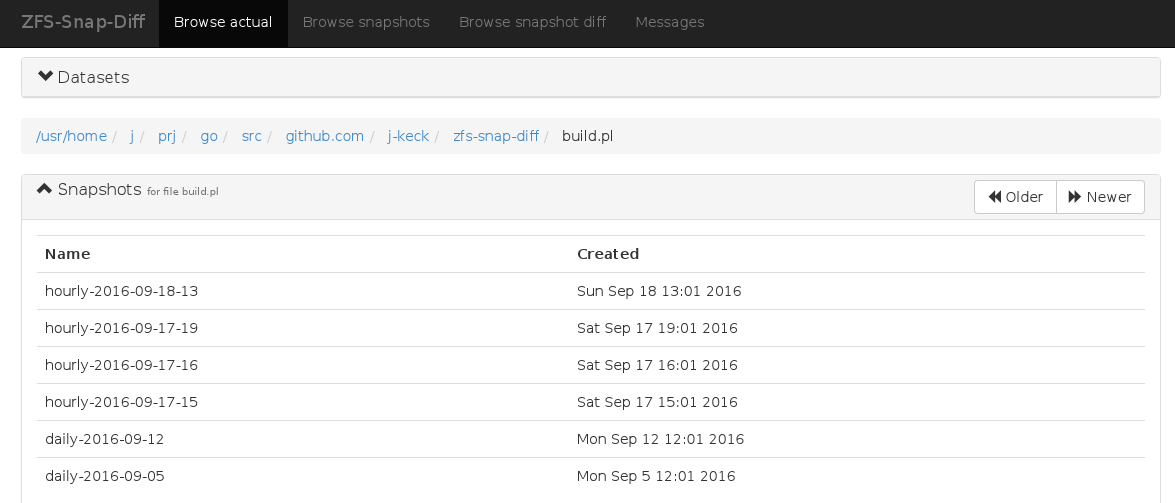 ZFS-Snap-Diff Browse actual Browse snapshots Browse snapshot diff Messages
Datasets
/usr/home / j / prj / go / src / github.com / j-keck / zfs-snap-diff / build.pl
Snapshots for file build.pl Older Newer
Name Created
hourly-2016-09-18-13 Sun Sep 18 13:01 2016
hourly-2016-09-17-19 Sat Sep 17 19:01 2016
hourly-2016-09-17-16 Sat Sep 17 16:01 2016
hourly-2016-09-17-15 Sat Sep 17 15:01 2016
daily-2016-09-12 Mon Sep 12 12:01 2016
daily-2016-09-05 Mon Sep 5 12:01 2016